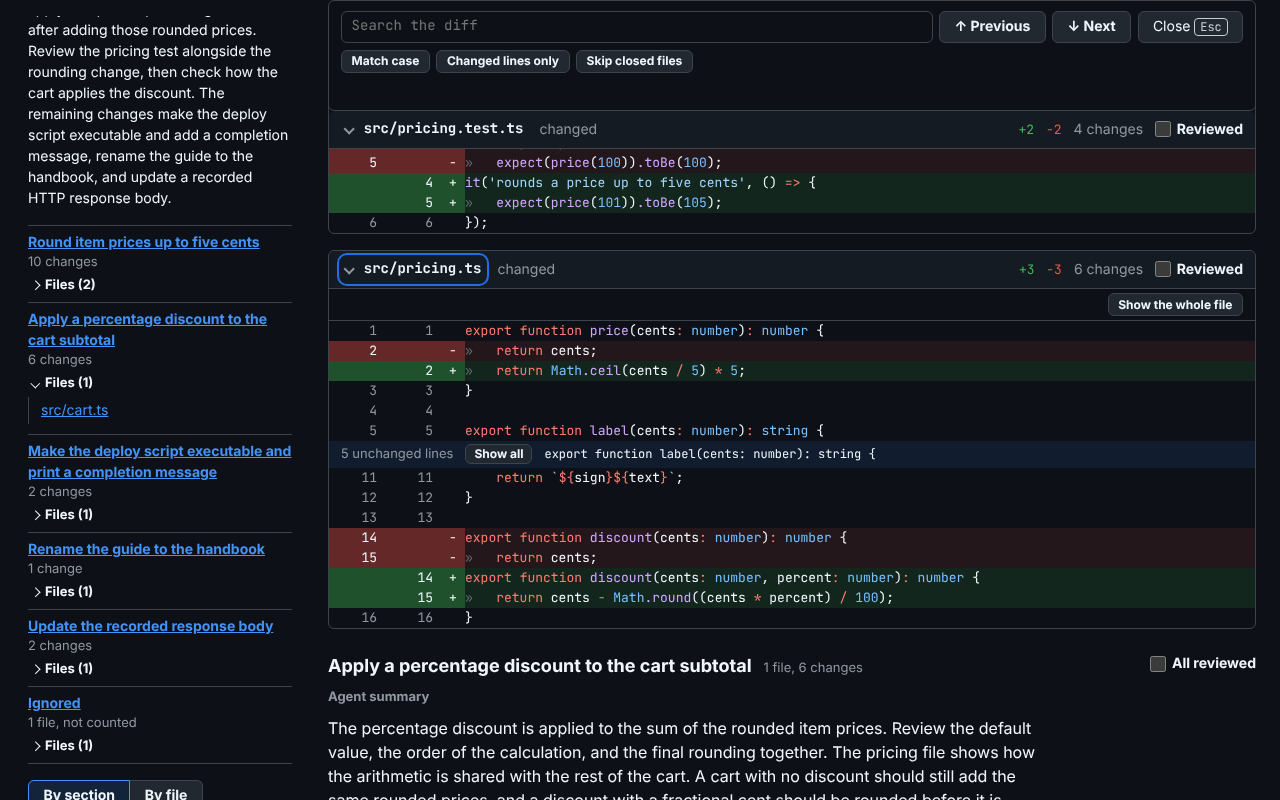 after adding those rounded prices.
Review the pricing test alongside the
rounding change, then check how the
cart applies the discount. The
remaining changes make the deploy
script executable and add a completion
message, rename the guide to the
handbook, and update a recorded
HTTP response body.
Round item prices up to five cents
10 changes
Files (2)
Apply a percentage discount to the
cart subtotal
6 changes
Files (1)
src/cart.ts
Make the deploy script executable and
print a completion message
2 changes
Files (1)
Rename the guide to the handbook
1 change
Files (1)
Update the recorded response body
2 changes
Files (1)
Ignored
1 file, not counted
Files (1)
By section By file
Search the diff ↑ Previous ↓ Next Close Esc
Match case Changed lines only Skip closed files
src/pricing.test.ts changed +2 -2 4 changes Reviewed
5 - » expect(price(100)).toBe(100);
4 + it('rounds a price up to five cents', () => {
5 + » expect(price(101)).toBe(105);
6 6 });
src/pricing.ts changed +3 -3 6 changes Reviewed
Show the whole file
1 1 export function price(cents: number): number {
2 - » return cents;
2 + » return Math.ceil(cents / 5) * 5;
3 3 }
4 4
5 5 export function label(cents: number): string {
5 unchanged lines Show all export function label(cents: number): string {
11 11 return `${sign}${text}`;
12 12 }
13 13
14 - export function discount(cents: number): number {
15 - » return cents;
14 + export function discount(cents: number, percent: number): number {
15 + » return cents - Math.round((cents * percent) / 100);
16 16 }
Apply a percentage discount to the cart subtotal 1 file, 6 changes All reviewed
Agent summary
The percentage discount is applied to the sum of the rounded item prices. Review the default
value, the order of the calculation, and the final rounding together. The pricing file shows how
the arithmetic is shared with the rest of the cart. A cart with no discount should still add the
same rounded prices, and a discount with a fractional cent should be rounded before it is